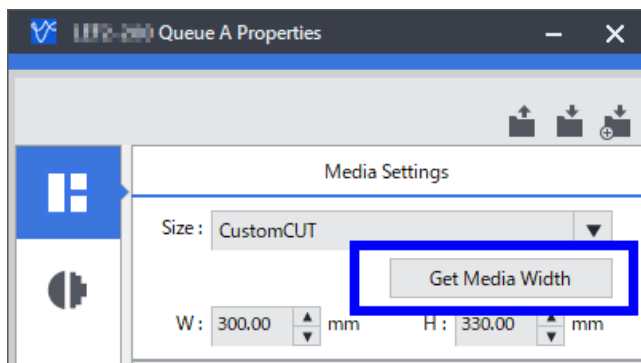 Queue A Properties
Media Settings
Size : CustomCUT
Get Media Width
W : 300.00 mm H : 330.00 mm